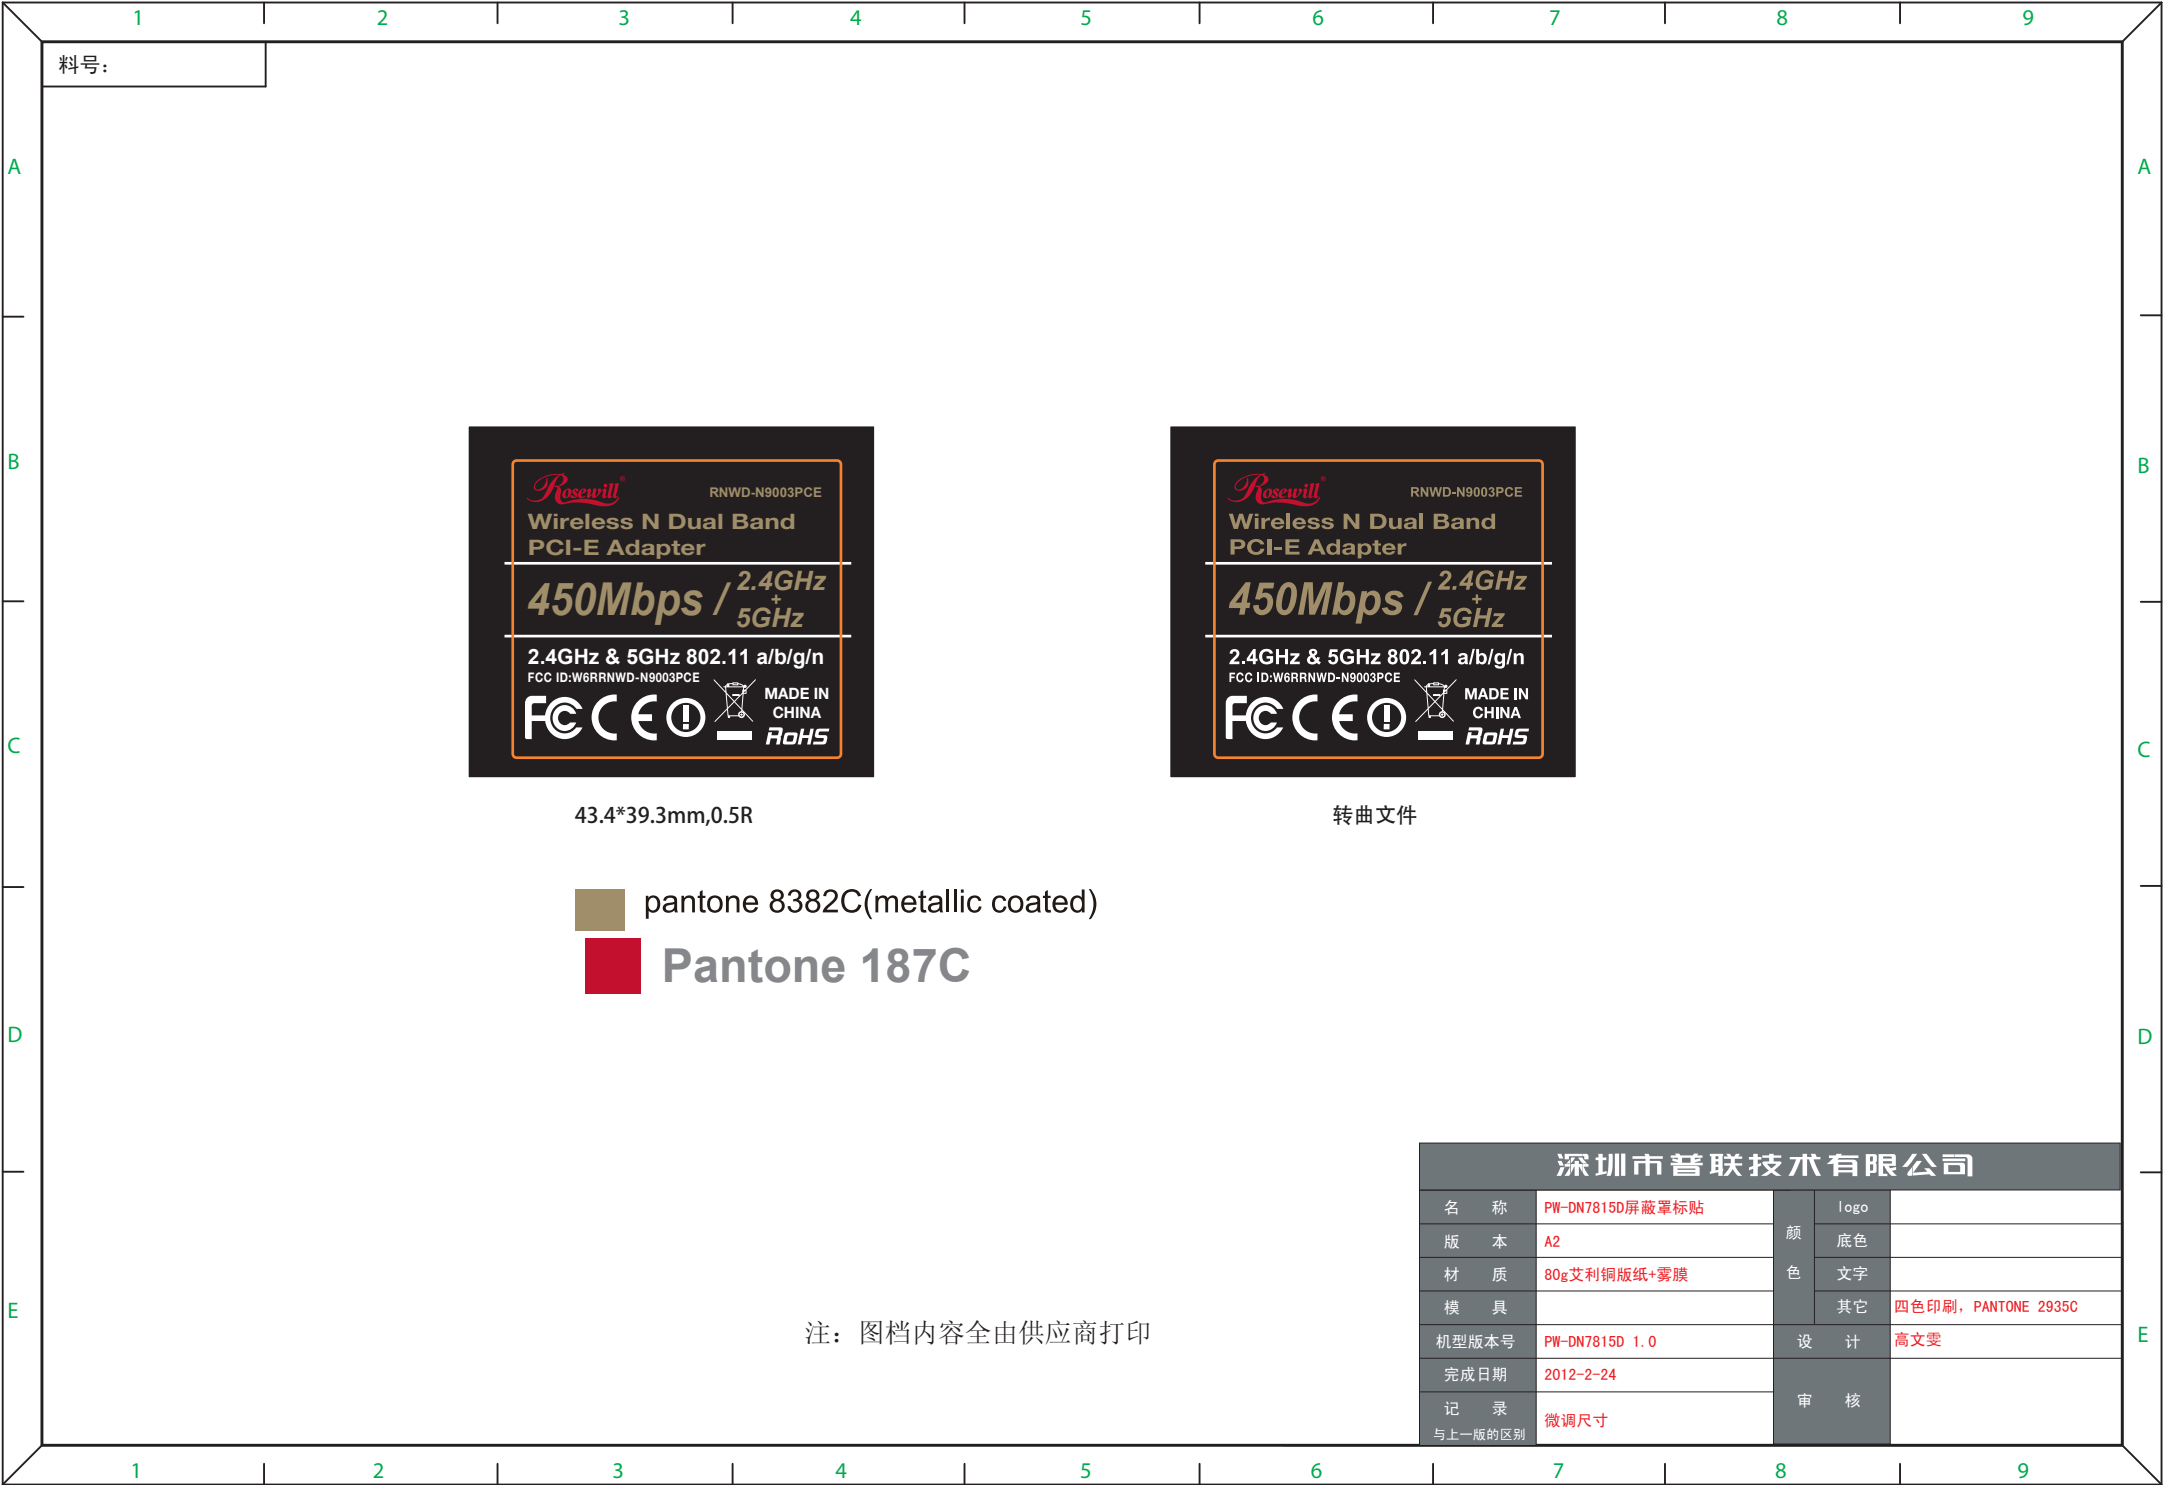 1 2 3 4 5 6 7 8 9
料号:
A A
B B
Rosewill®
RNWD-N9003PCE
Wireless N Dual Band
PCI-E Adapter
450Mbps / 2.4GHz
+
5GHz
2.4GHz & 5GHz 802.11 a/b/g/n
FCC ID:W6RRNWD-N9003PCE
FC CE
MADE IN
CHINA
RoHS
Rosewill®
RNWD-N9003PCE
Wireless N Dual Band
PCI-E Adapter
450Mbps / 2.4GHz
+
5GHz
2.4GHz & 5GHz 802.11 a/b/g/n
FCC ID:W6RRNWD-N9003PCE
FC CE
MADE IN
CHINA
RoHS
C C
43.4*39.3mm,0.5R
转曲文件
pantone 8382C(metallic coated)
Pantone 187C
D D
深圳市普联技术有限公司
名 称 PW-DN7815D屏蔽罩标贴
版 本 A2
材 质 80g艾利铜版纸+雾膜
模 具
机型版本号 PW-DN7815D 1.0
完成日期 2012-2-24
记 录
与上一版的区别
微调尺寸
颜色
logo
底色
文字
其它 四色印刷，PANTONE 2935C
设 计 高文雯
审 核
E E
注：图档内容全由供应商打印
1 2 3 4 5 6 7 8 9